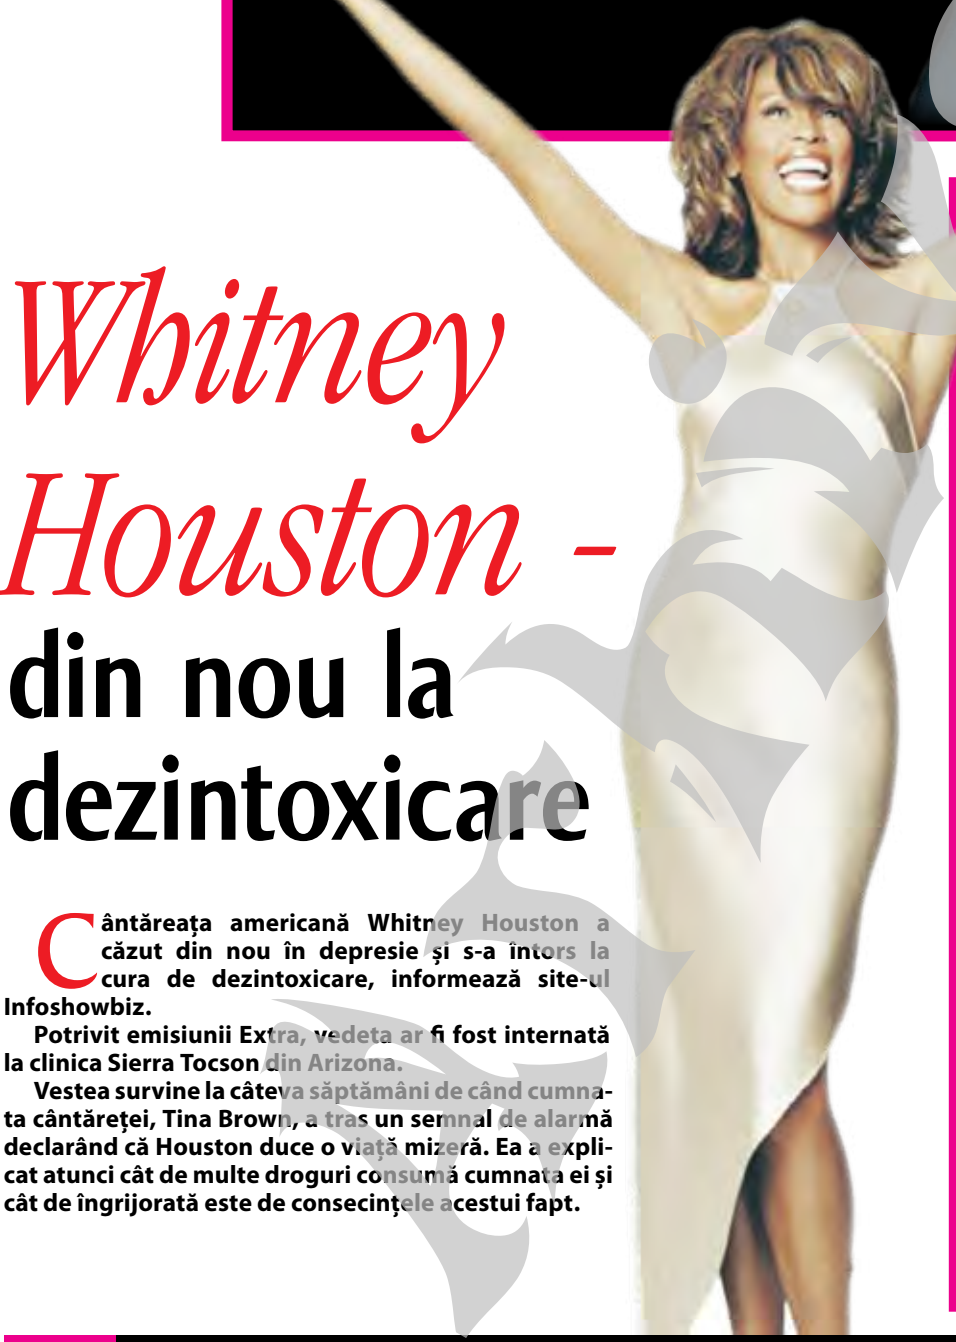 Whitney
Houston -
din nou la
dezintoxicare
Cântăreața americană Whitney Houston a
căzut din nou în depresie și s-a întors la
cura de dezintoxicare, informează site-ul
Infoshowbiz.
Potrivit emisiunii Extra, vedeta ar fi fost internată
la clinica Sierra Tocson din Arizona.
Vestea survine la câteva săptămâni de când cumna-
ta cântăreței, Tina Brown, a tras un semnal de alarmă
declarând că Houston duce o viață mizeră. Ea a expli-
cat atunci cât de multe droguri consumă cumnata ei și
cât de îngrijorată este de consecințele acestui fapt.